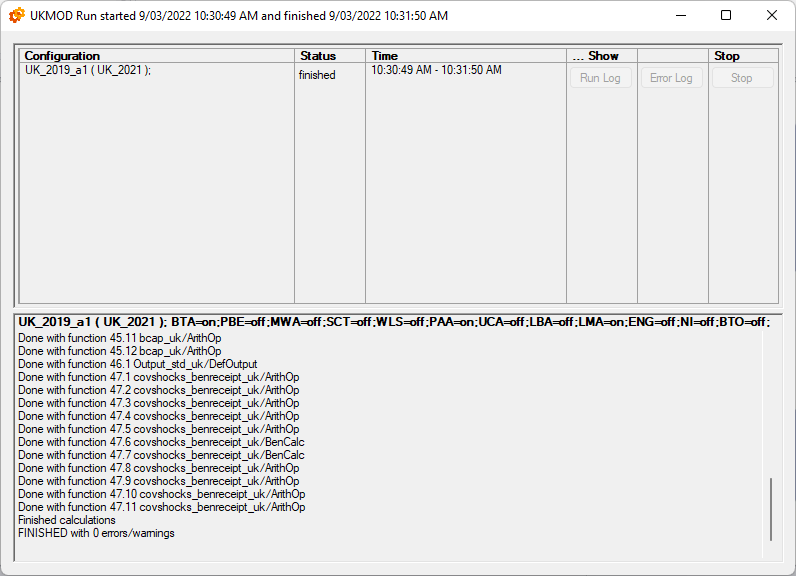 UKMOD Run started 9/03/2022 10:30:49 AM and finished 9/03/2022 10:31:50 AM
Configuration Status Time ... Show Stop
UK_2019_a1 ( UK_2021 ); finished 10:30:49 AM - 10:31:50 AM Run Log Error Log Stop
UK_2019_a1 ( UK_2021 ); BTA=on;PBE=off;MWA=off;SCT=off;WLS=off;PAA=on;UCA=off;LBA=off;LMA=on;ENG=off;NI=off;BTO=off;
Done with function 45.11 bcap_uk/ArithOp
Done with function 45.12 bcap_uk/ArithOp
Done with function 46.1 Output_std_uk/DefOutput
Done with function 47.1 covshocks_benreceipt_uk/ArithOp
Done with function 47.2 covshocks_benreceipt_uk/ArithOp
Done with function 47.3 covshocks_benreceipt_uk/ArithOp
Done with function 47.4 covshocks_benreceipt_uk/ArithOp
Done with function 47.5 covshocks_benreceipt_uk/ArithOp
Done with function 47.6 covshocks_benreceipt_uk/BenCalc
Done with function 47.7 covshocks_benreceipt_uk/BenCalc
Done with function 47.8 covshocks_benreceipt_uk/ArithOp
Done with function 47.9 covshocks_benreceipt_uk/ArithOp
Done with function 47.10 covshocks_benreceipt_uk/ArithOp
Done with function 47.11 covshocks_benreceipt_uk/ArithOp
Finished calculations
FINISHED with 0 errors/warnings